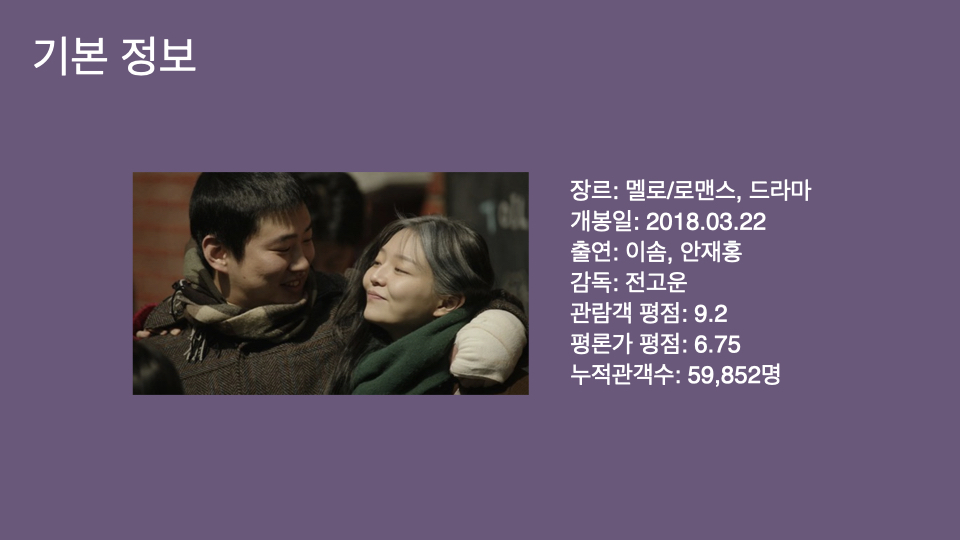 기본 정보
장르: 멜로/로맨스, 드라마
개봉일: 2018.03.22
출연: 이솜, 안재홍
감독: 전고운
관람객 평점: 9.2
평론가 평점: 6.75
누적관객수: 59,852명